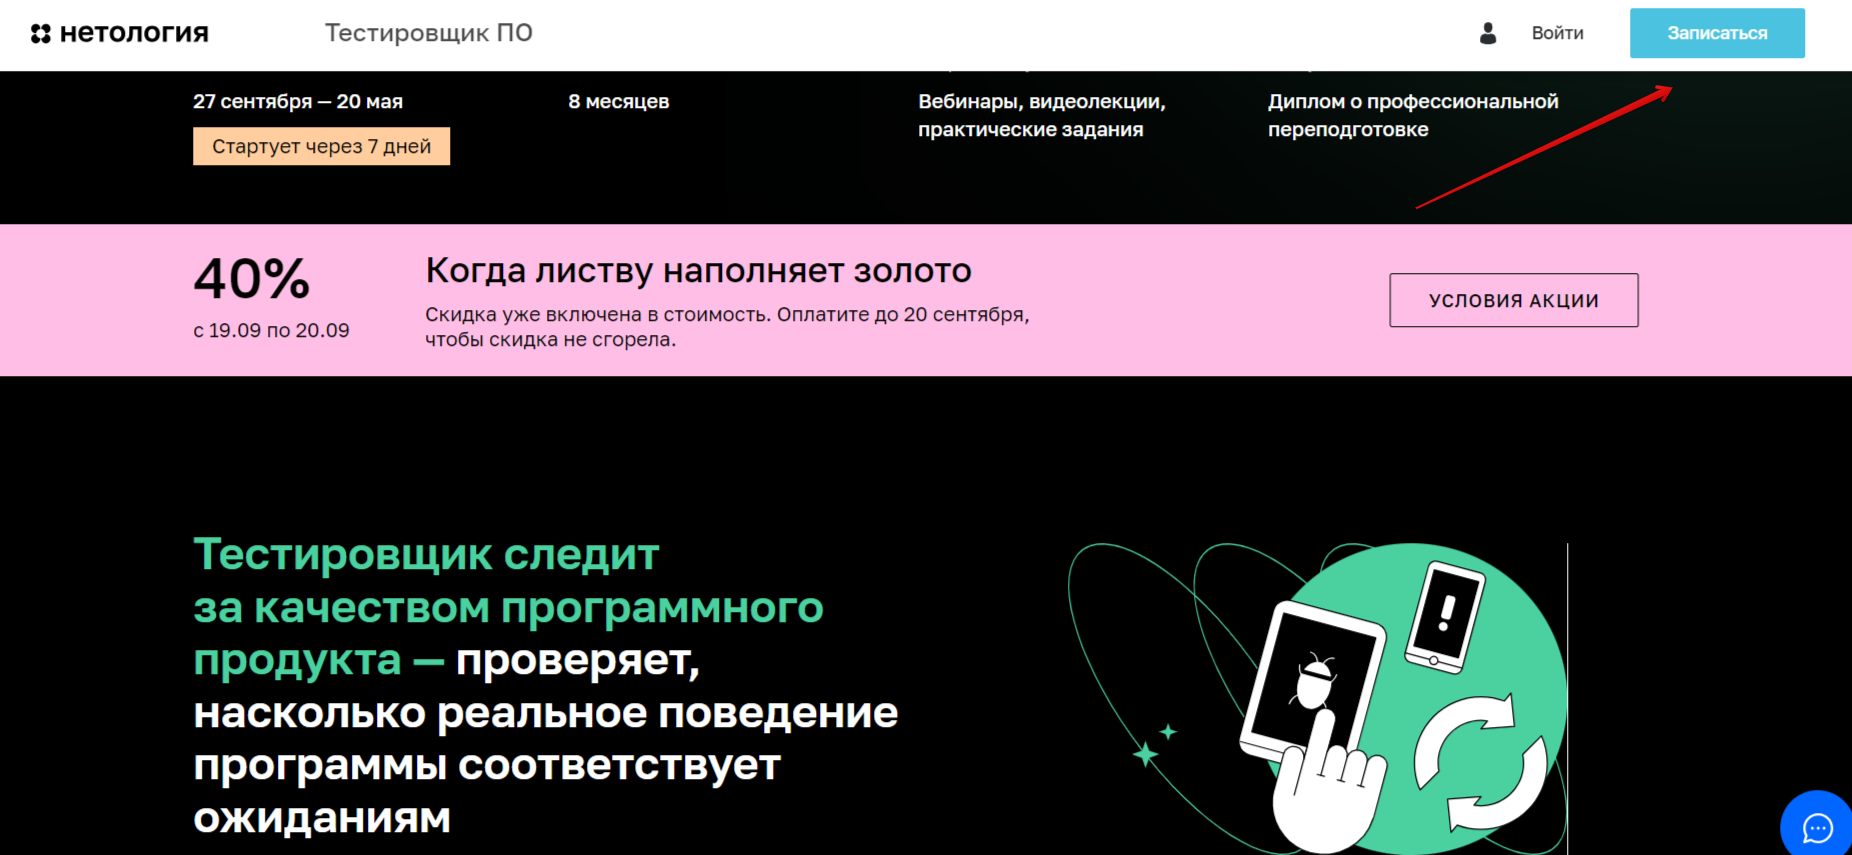 нетология
Тестировщик ПО
Войти
Записаться
27 сентября — 20 мая
8 месяцев
Вебинары, видеолекции,
практические задания
Диплом о профессиональной
переподготовке
Стартует через 7 дней
40%
с 19.09 по 20.09
Когда листву наполняет золото
Скидка уже включена в стоимость. Оплатите до 20 сентября,
чтобы скидка не сгорела.
УСЛОВИЯ АКЦИИ
Тестировщик следит
за качеством программного
продукта — проверяет,
насколько реальное поведение
программы соответствует
ожиданиям